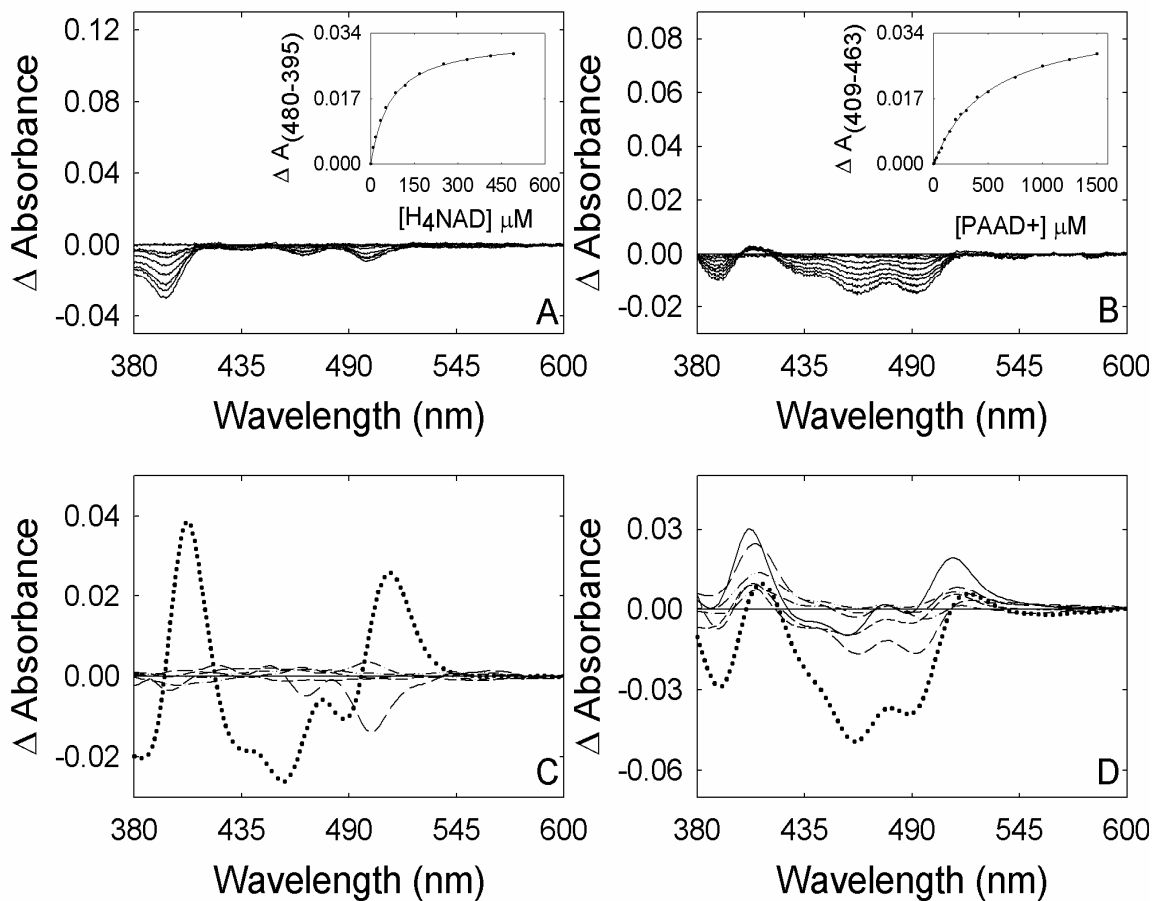 0.12
0.08
0.04
0.00
-0.04
Δ Absorbance
380 435 490 545 600
Wavelength (nm)
A
0.034
0.017
0.000
Δ A(480-395)
0 150 300 450 600
[H4NAD] μM
0.08
0.06
0.04
0.02
0.00
-0.02
Δ Absorbance
380 435 490 545 600
Wavelength (nm)
B
0.034
0.017
0.000
Δ A(409-463)
0 500 1000 1500
[PAAD+] μM
0.04
0.02
0.00
-0.02
Δ Absorbance
380 435 490 545 600
Wavelength (nm)
C
0.03
0.00
-0.03
-0.06
Δ Absorbance
380 435 490 545 600
Wavelength (nm)
D